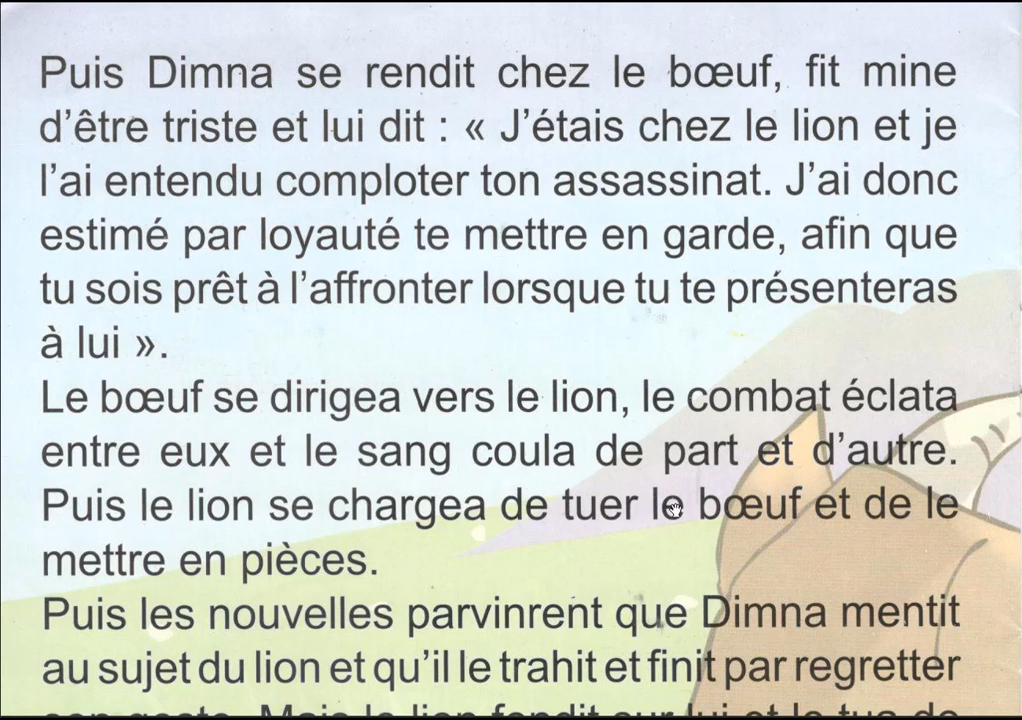 Puis Dimna se rendit chez le bœuf, fit mine
d'être triste et lui dit : « J'étais chez le lion et je
l'ai entendu comploter ton assassinat. J'ai donc
estimé par loyauté te mettre en garde, afin que
tu sois prêt à l'affronter lorsque tu te présenteras
à lui ».
Le bœuf se dirigea vers le lion, le combat éclata
entre eux et le sang coula de part et d'autre.
Puis le lion se chargea de tuer le bœuf et de le
mettre en pièces.
Puis les nouvelles parvinrent que Dimna mentit
au sujet du lion et qu'il le trahit et finit par regretter